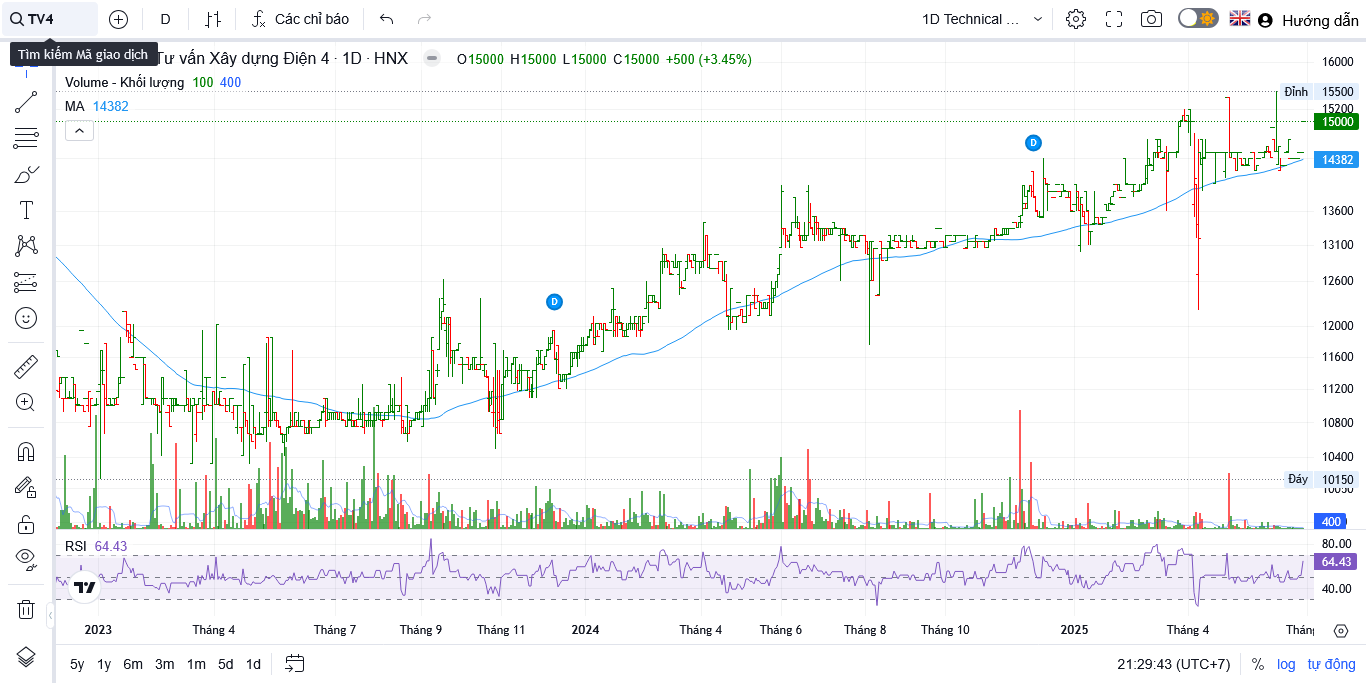 TV4
D
Các chỉ báo
1D Technical ...
Hướng dẫn
Tìm kiếm Mã giao dịch
Tư vấn Xây dựng Điện 4 · 1D · HNX
O15000 H15000 L15000 C15000 +500 (+3.45%)
Volume - Khối lượng 100 400
MA 14382
D
D
16000
Đỉnh 15500
15200
15000
14382
13600
13100
12600
12000
11600
11200
10800
10400
Đáy 10150
400
RSI 64.43
80.00
64.43
40.00
2023 Tháng 4 Tháng 7 Tháng 9 Tháng 11 2024 Tháng 4 Tháng 6 Tháng 8 Tháng 10 2025 Tháng 4
5y 1y 6m 3m 1m 5d 1d
21:29:43 (UTC+7) % log tự động